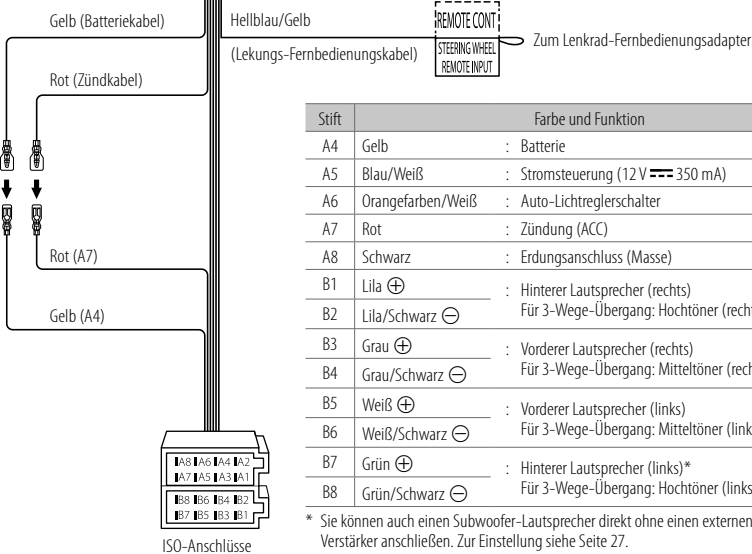 Gelb (Batteriekabel)
Hellblau/Gelb
(Lekungs-Fernbedienungskabel)
REMOTE CONT
STEERING WHEEL
REMOTE INPUT
Zum Lenkrad-Fernbedienungsadapter
Rot (Zündkabel)
Rot (A7)
Gelb (A4)
Stift Farbe und Funktion
A4 Gelb : Batterie
A5 Blau/Weiß : Stromsteuerung (12 V ⎓ 350 mA)
A6 Orangefarben/Weiß : Auto-Lichtreglerschalter
A7 Rot : Zündung (ACC)
A8 Schwarz : Erdungsanschluss (Masse)
B1 Lila ⊕ : Hinterer Lautsprecher (rechts)
B2 Lila/Schwarz ⊖ Für 3-Wege-Übergang: Hochtöner (rech
B3 Grau ⊕ : Vorderer Lautsprecher (rechts)
B4 Grau/Schwarz ⊖ Für 3-Wege-Übergang: Mitteltöner (rech
B5 Weiß ⊕ : Vorderer Lautsprecher (links)
B6 Weiß/Schwarz ⊖ Für 3-Wege-Übergang: Mitteltöner (link
B7 Grün ⊕ : Hinterer Lautsprecher (links)*
B8 Grün/Schwarz ⊖ Für 3-Wege-Übergang: Hochtöner (links
* Sie können auch einen Subwoofer-Lautsprecher direkt ohne einen externen
Verstärker anschließen. Zur Einstellung siehe Seite 27.
A8 A6 A4 A2
A7 A5 A3 A1
B8 B6 B4 B2
B7 B5 B3 B1
ISO-Anschlüsse